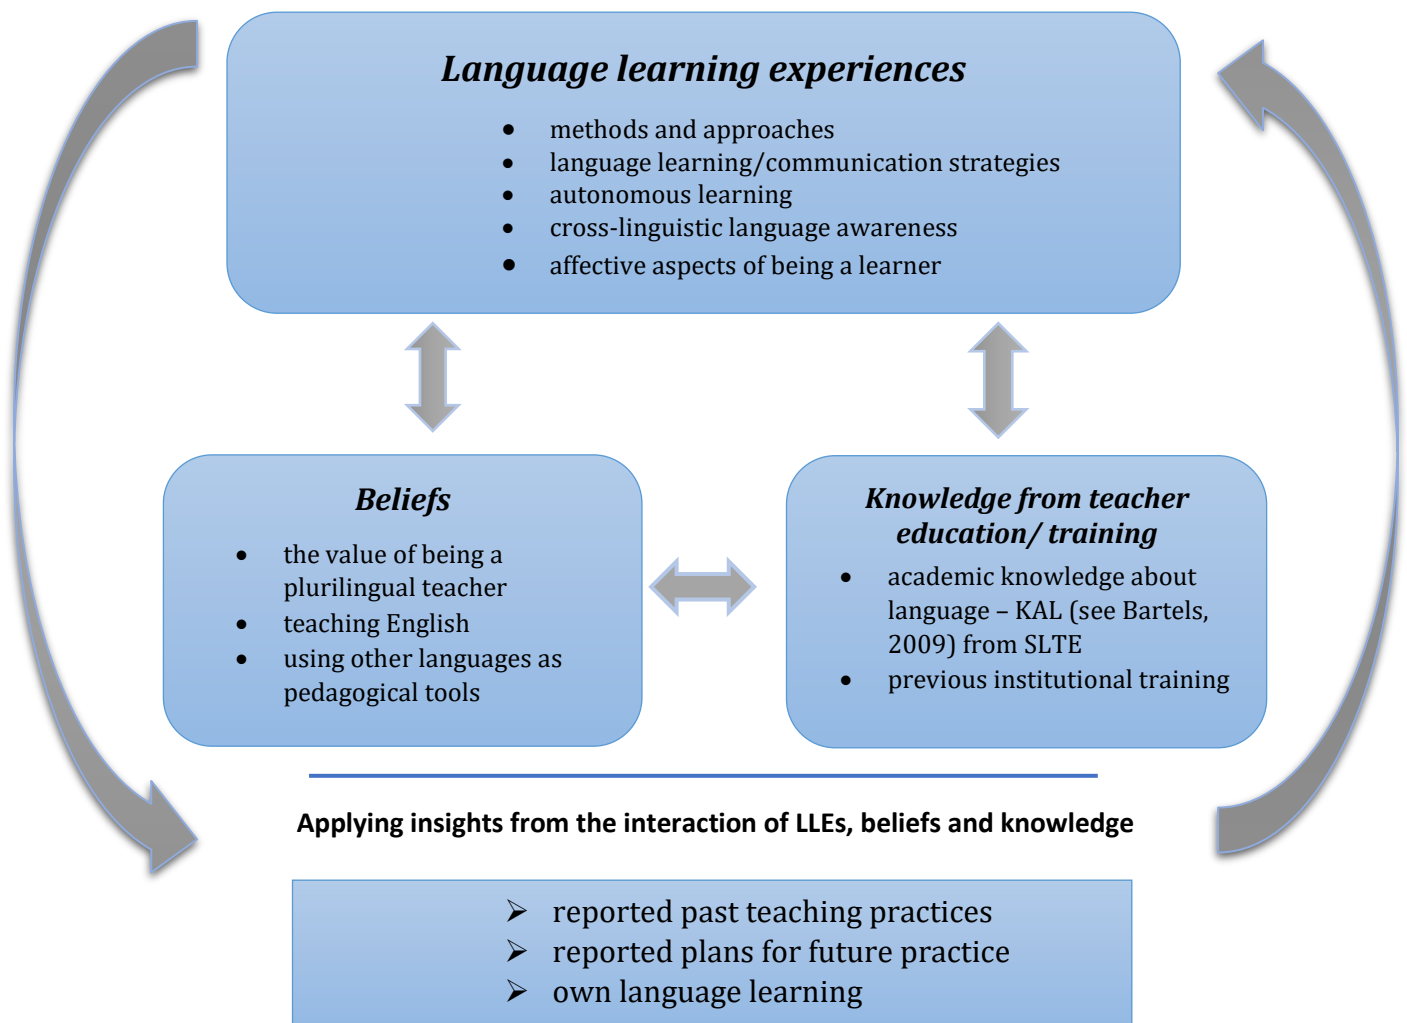 Language learning experiences
• methods and approaches
• language learning/communication strategies
• autonomous learning
• cross-linguistic language awareness
• affective aspects of being a learner
Beliefs
• the value of being a
plurilingual teacher
• teaching English
• using other languages as
pedagogical tools
Knowledge from teacher
education/ training
• academic knowledge about
language – KAL (see Bartels,
2009) from SLTE
• previous institutional training
Applying insights from the interaction of LLEs, beliefs and knowledge
➢ reported past teaching practices
➢ reported plans for future practice
➢ own language learning